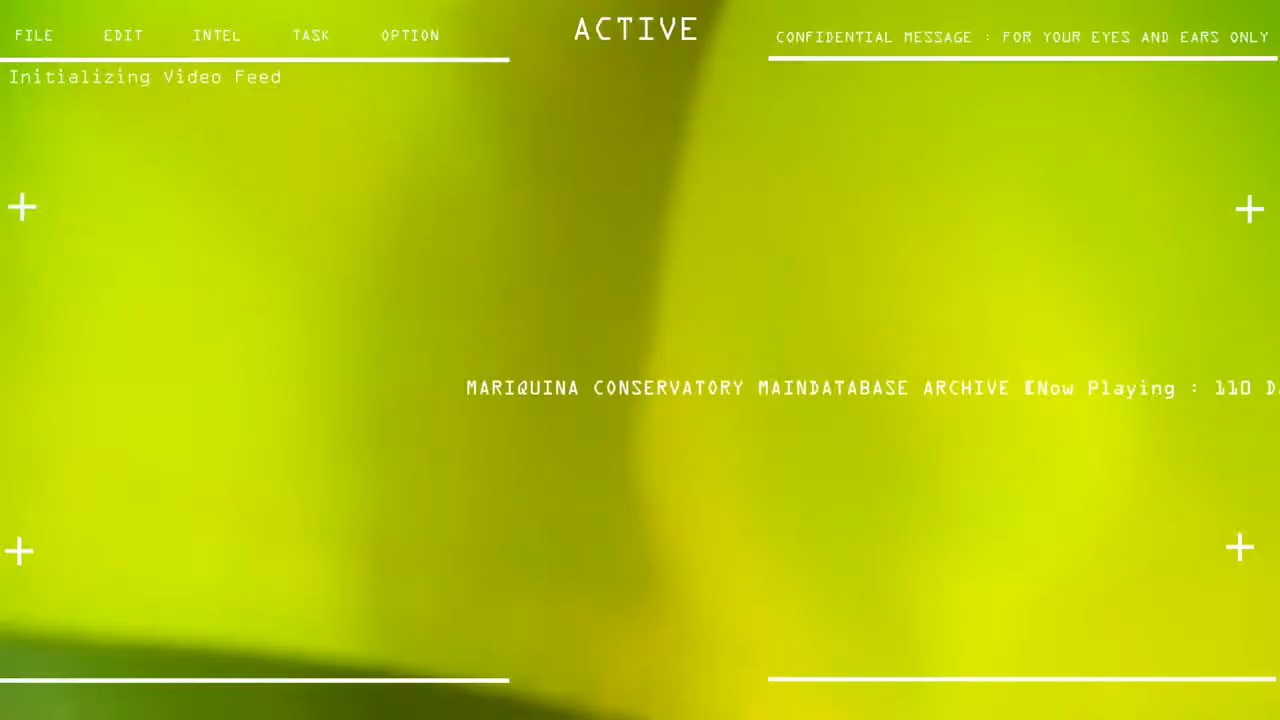 FILE EDIT INTEL TASK OPTION
ACTIVE
CONFIDENTIAL MESSAGE : FOR YOUR EYES AND EARS ONLY
Initializing Video Feed
MARIQUINA CONSERVATORY MAINDATABASE ARCHIVE [Now Playing : 110